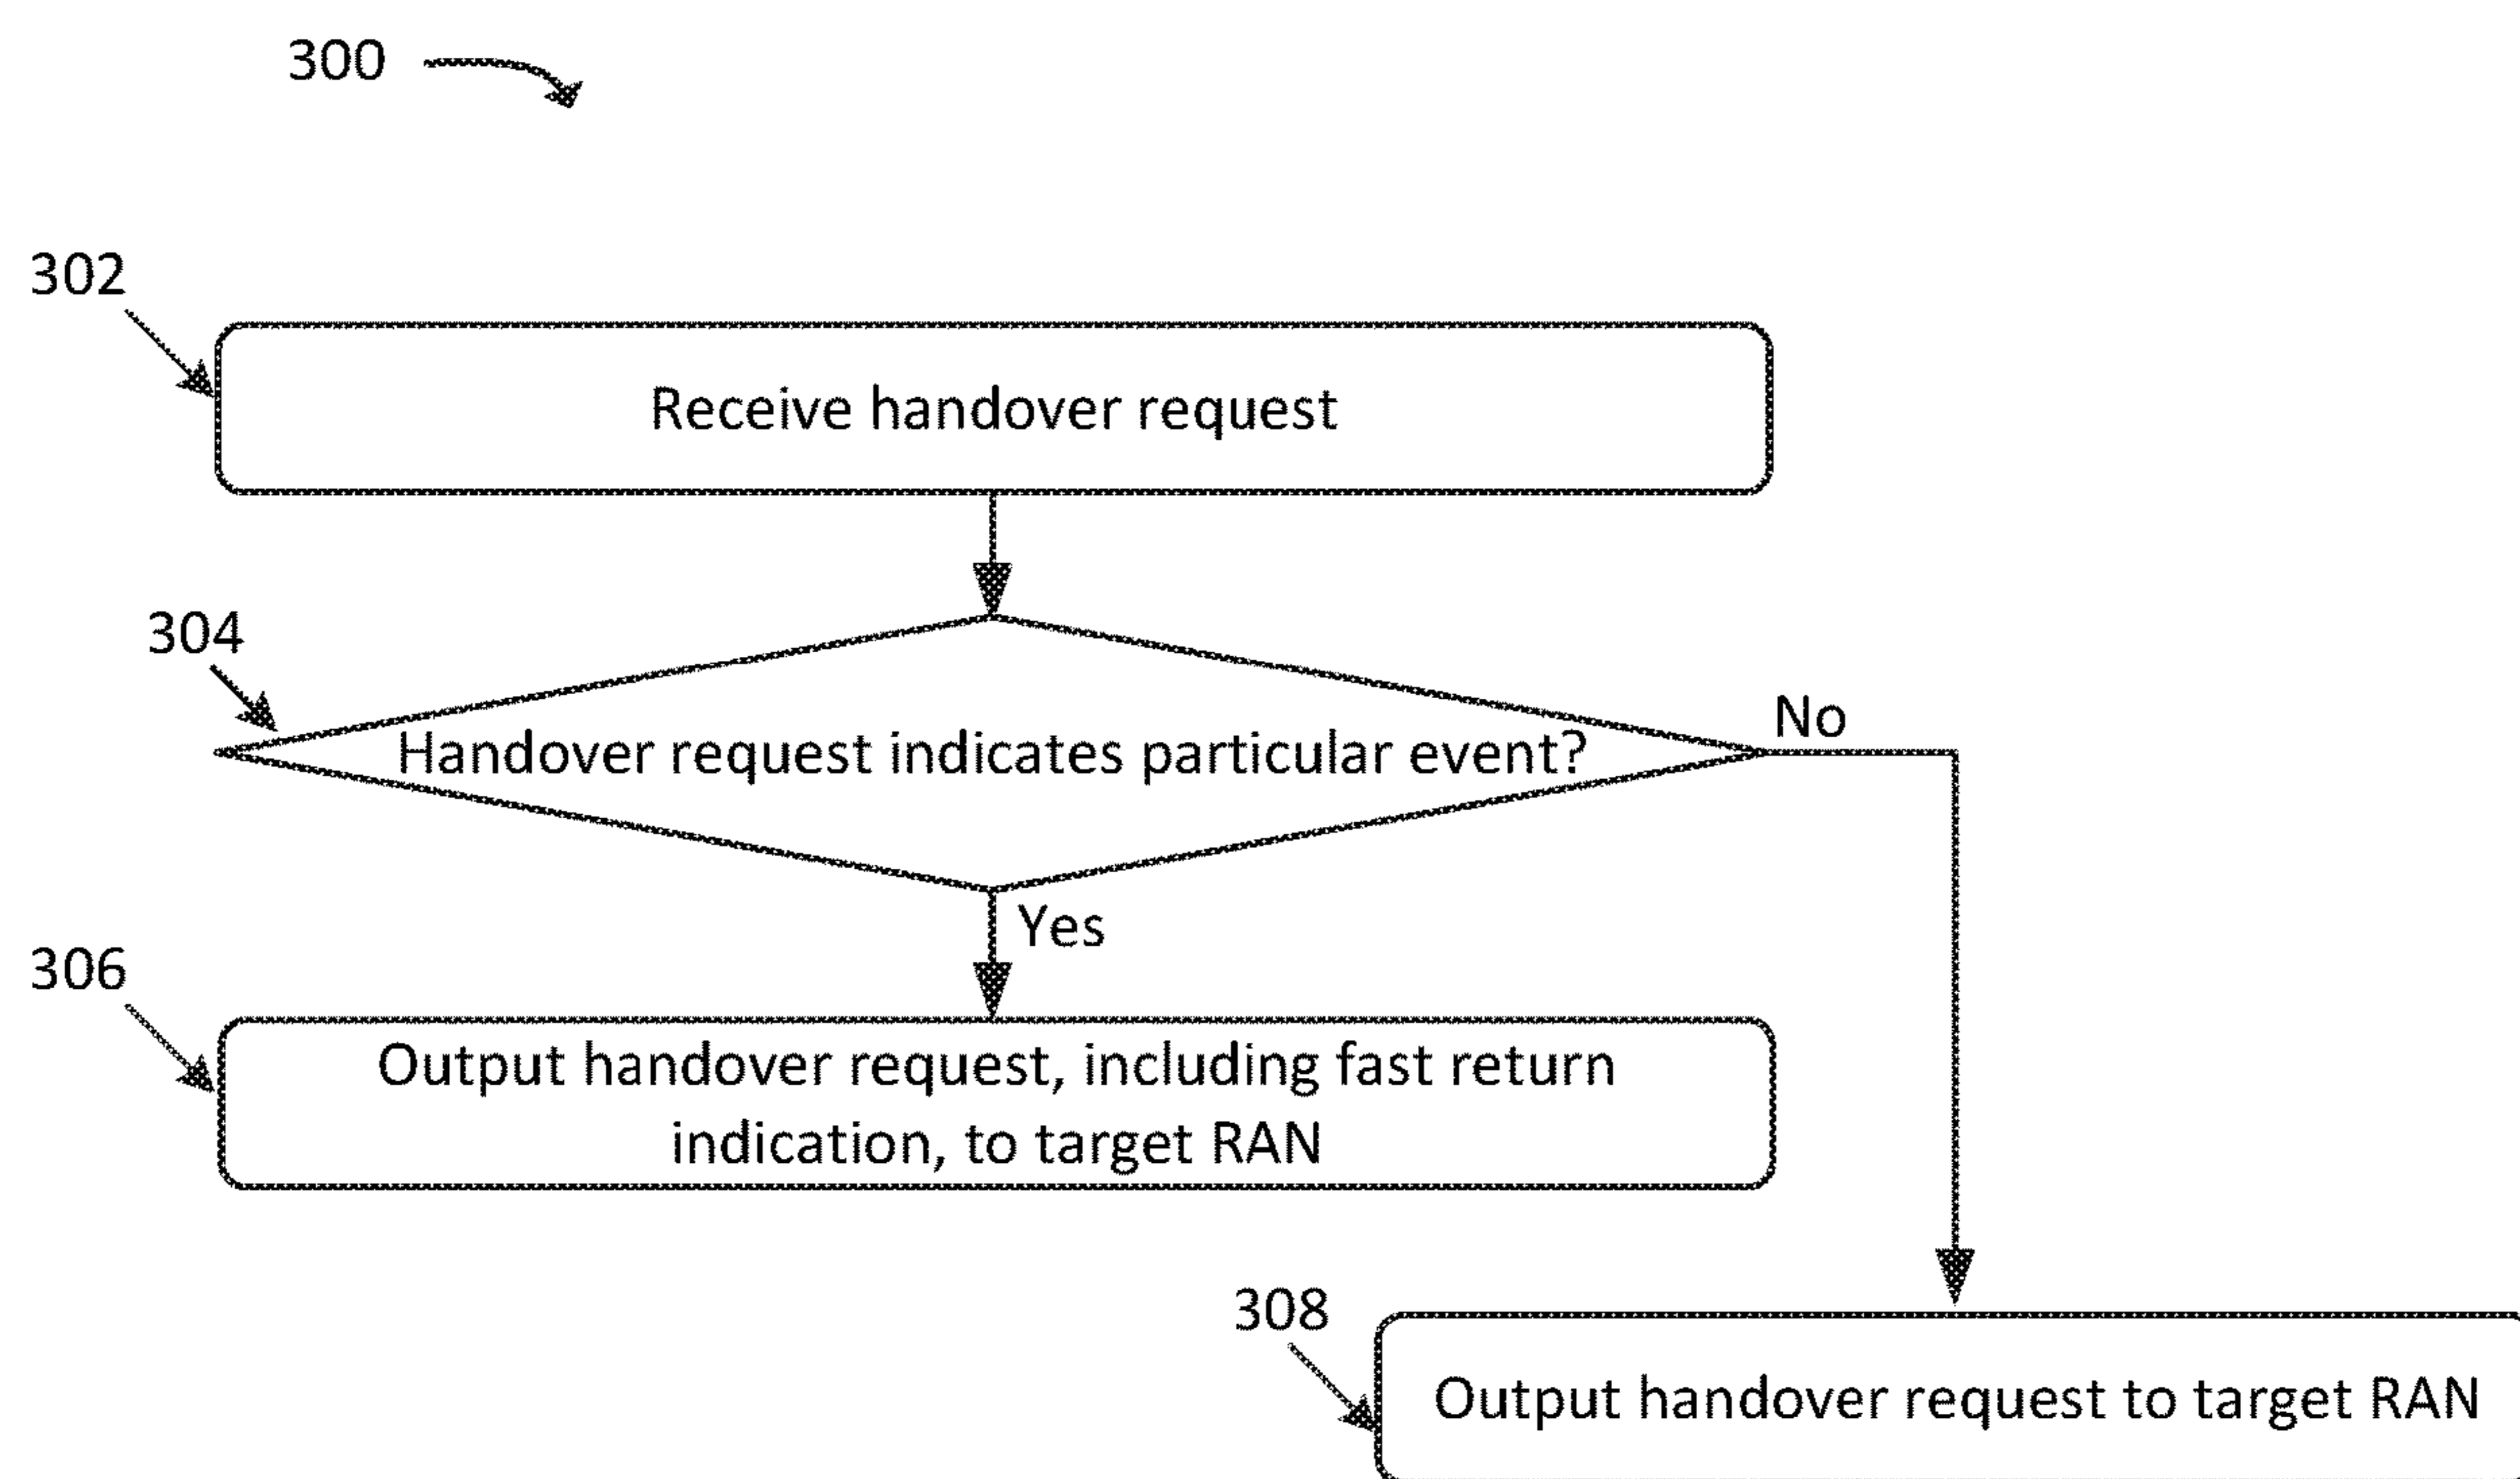 300
302
Receive handover request
304
Handover request indicates particular event?
No
Yes
306
Output handover request, including fast return
indication, to target RAN
308
Output handover request to target RAN